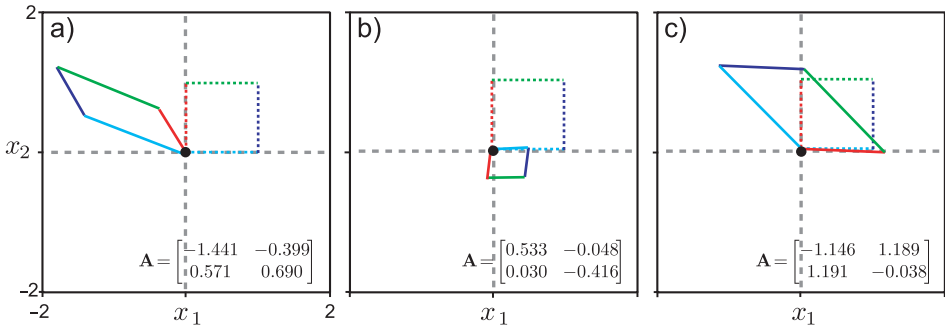 2
a)
b)
c)
x₂
A = [−1.441 −0.399
0.571 0.690]
A = [0.533 −0.048
0.030 −0.416]
A = [−1.146 1.189
1.191 −0.038]
−2
−2
2
x₁
x₁
x₁